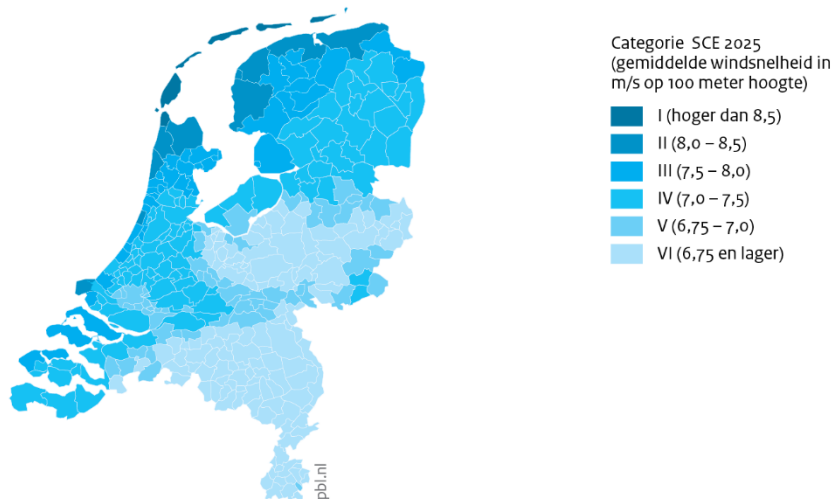 Categorie SCE 2025
(gemiddelde windsnelheid in
m/s op 100 meter hoogte)
I (hoger dan 8,5)
II (8,0 – 8,5)
III (7,5 – 8,0)
IV (7,0 – 7,5)
V (6,75 – 7,0)
VI (6,75 en lager)
pbl.nl